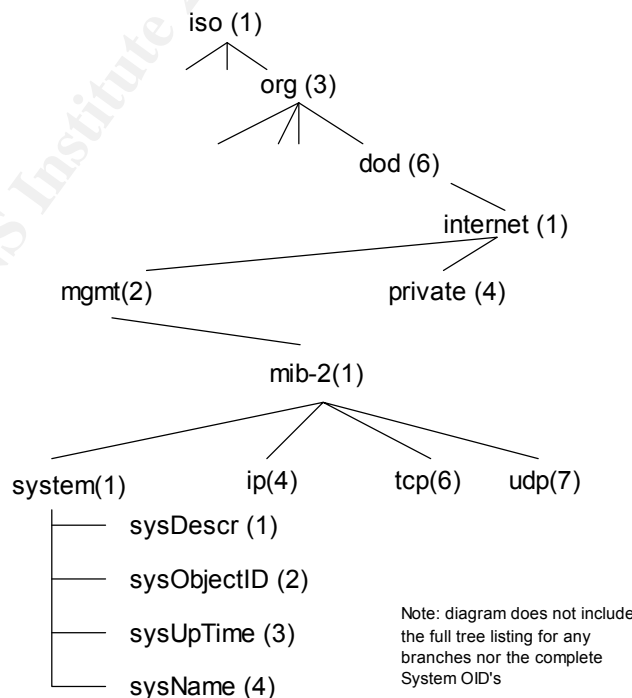 iso (1)
org (3)
dod (6)
internet (1)
mgmt(2) private (4)
mib-2(1)
system(1) ip(4) tcp(6) udp(7)
sysDescr (1)
sysObjectID (2)
sysUpTime (3)
sysName (4)
Note: diagram does not include
the full tree listing for any
branches nor the complete
System OID's
Institute